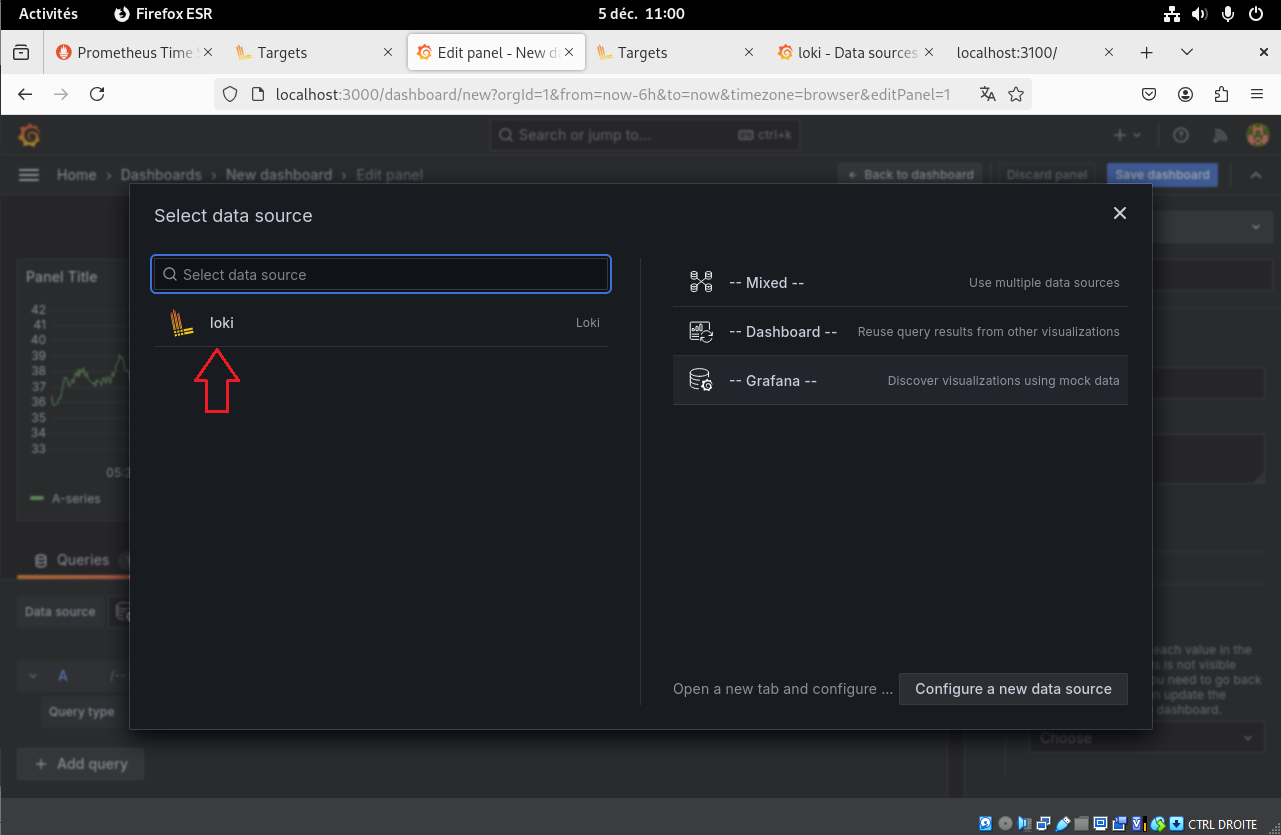 Activités Firefox ESR 5 déc. 11:00
Prometheus Time S Targets Edit panel - New da Targets loki - Data sources localhost:3100/
localhost:3000/dashboard/new?orgId=1&from=now-6h&to=now&timezone=browser&editPanel=1
Search or jump to... ctrl+k
Home › Dashboards › New dashboard › Edit panel Back to dashboard Discard panel Save dashboard
Select data source
Select data source
loki Loki
-- Mixed -- Use multiple data sources
-- Dashboard -- Reuse query results from other visualizations
-- Grafana -- Discover visualizations using mock data
Open a new tab and configure ... Configure a new data source
Panel Title
42
41
40
39
38
37
36
35
34
33
05:3
A-series
Queries
Data source
A
Query type
+ Add query
each value in the
s is not visible
ou need to go back
n update the
dashboard.
Choose
CTRL DROITE